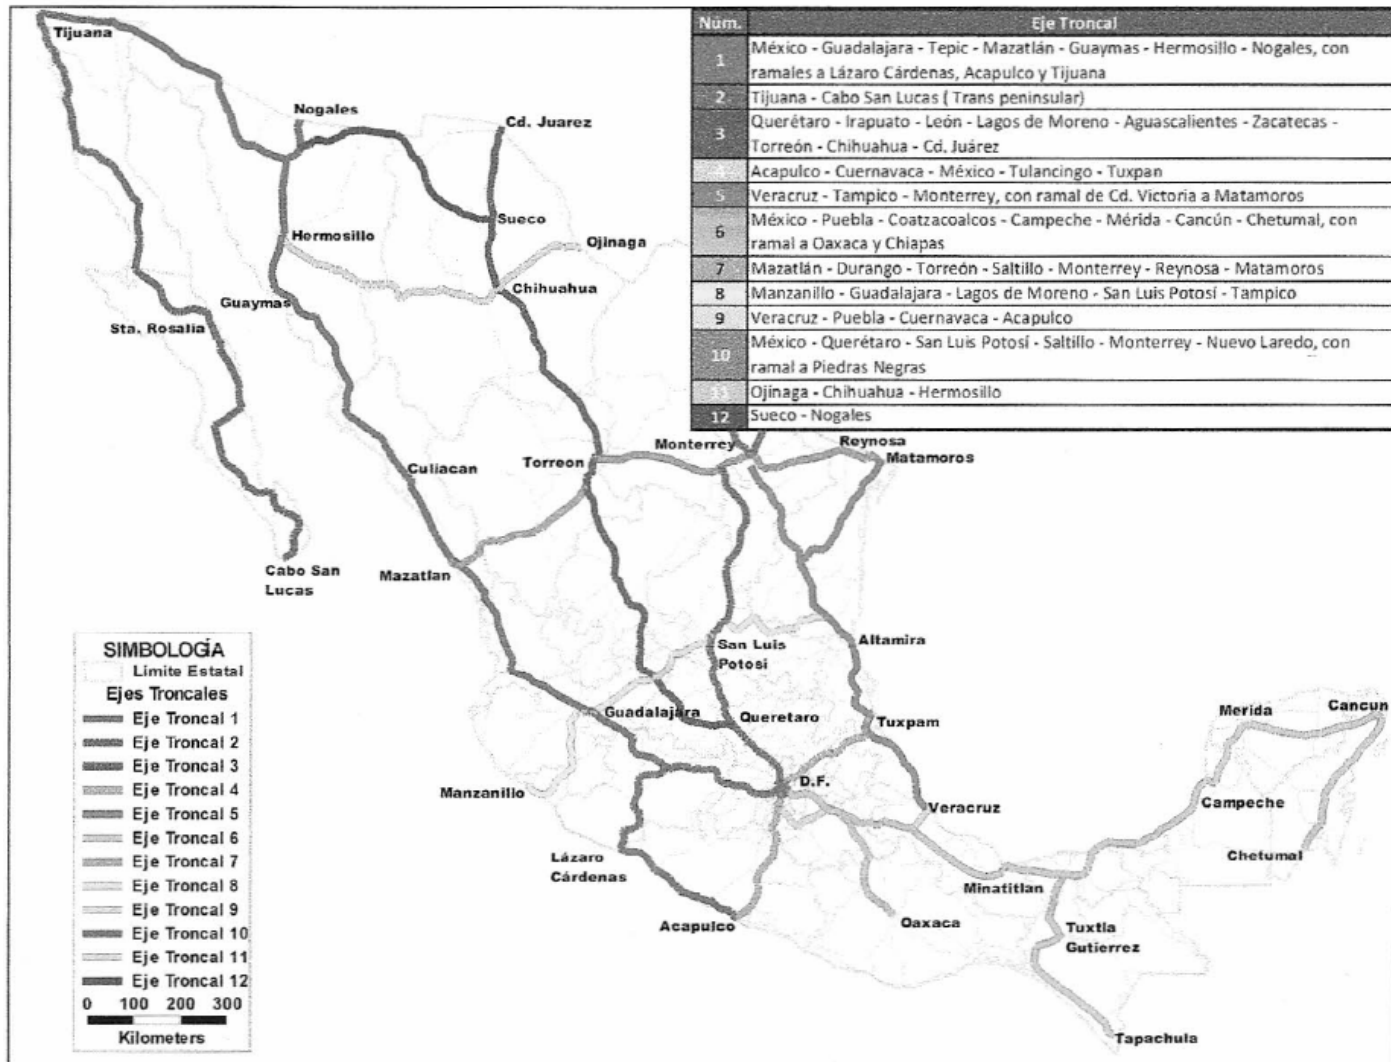 Núm. Eje Troncal
1 México - Guadalajara - Tepic - Mazatlán - Guaymas - Hermosillo - Nogales, con
ramales a Lázaro Cárdenas, Acapulco y Tijuana
2 Tijuana - Cabo San Lucas ( Trans peninsular)
3 Querétaro - Irapuato - León - Lagos de Moreno - Aguascalientes - Zacatecas -
Torreón - Chihuahua - Cd. Juárez
4 Acapulco - Cuernavaca - México - Tulancingo - Tuxpan
5 Veracruz - Tampico - Monterrey, con ramal de Cd. Victoria a Matamoros
6 México - Puebla - Coatzacoalcos - Campeche - Mérida - Cancún - Chetumal, con
ramal a Oaxaca y Chiapas
7 Mazatlán - Durango - Torreón - Saltillo - Monterrey - Reynosa - Matamoros
8 Manzanillo - Guadalajara - Lagos de Moreno - San Luis Potosí - Tampico
9 Veracruz - Puebla - Cuernavaca - Acapulco
10 México - Querétaro - San Luis Potosí - Saltillo - Monterrey - Nuevo Laredo, con
ramal a Piedras Negras
11 Ojinaga - Chihuahua - Hermosillo
12 Sueco - Nogales
Tijuana
Nogales
Cd. Juarez
Sueco
Hermosillo
Ojinaga
Chihuahua
Guaymas
Sta. Rosalia
Monterrey
Reynosa
Matamoros
Culiacan
Torreon
Cabo San
Lucas
Mazatlan
Altamira
San Luis
Potosi
Guadalajara
Queretaro
Tuxpam
Merida
Cancun
D.F.
Manzanillo
Veracruz
Campeche
Lázaro
Cárdenas
Minatitlan
Chetumal
Acapulco
Oaxaca
Tuxtla
Gutierrez
Tapachula
SIMBOLOGÍA
Limite Estatal
Ejes Troncales
Eje Troncal 1
Eje Troncal 2
Eje Troncal 3
Eje Troncal 4
Eje Troncal 5
Eje Troncal 6
Eje Troncal 7
Eje Troncal 8
Eje Troncal 9
Eje Troncal 10
Eje Troncal 11
Eje Troncal 12
0 100 200 300
Kilometers